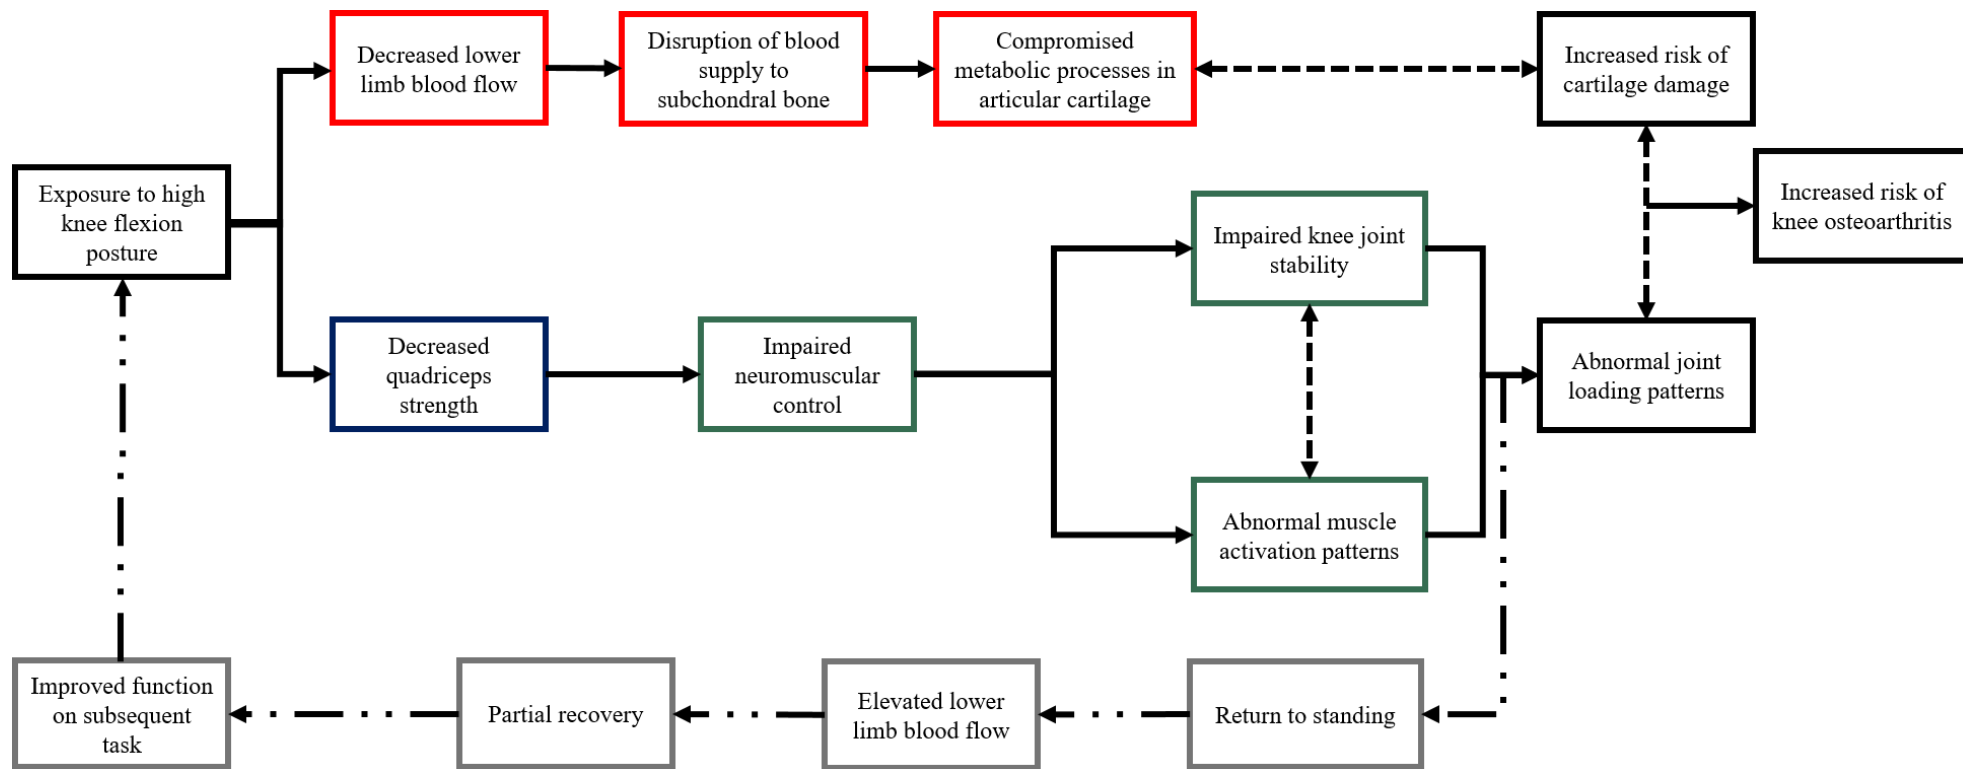 Decreased lower
limb blood flow
Disruption of blood
supply to
subchondral bone
Compromised
metabolic processes in
articular cartilage
Increased risk of
cartilage damage
Exposure to high
knee flexion
posture
Impaired knee joint
stability
Increased risk of
knee osteoarthritis
Decreased
quadriceps
strength
Impaired
neuromuscular
control
Abnormal joint
loading patterns
Abnormal muscle
activation patterns
Improved function
on subsequent
task
Partial recovery
Elevated lower
limb blood flow
Return to standing